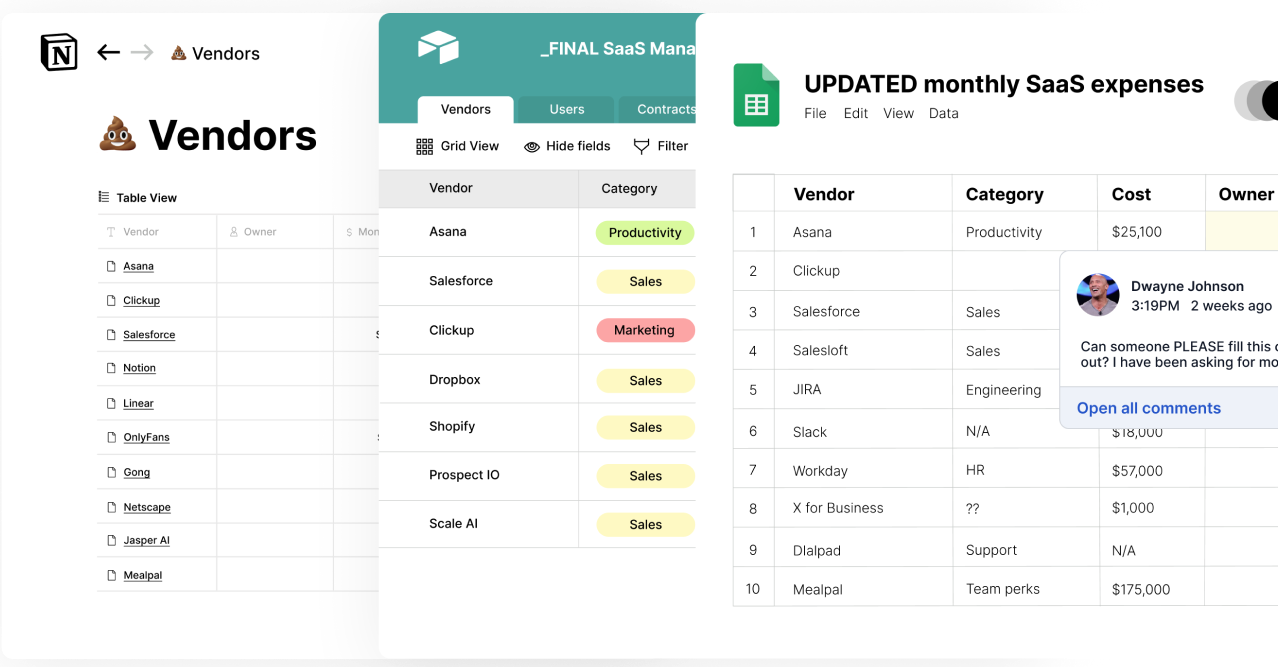 N
Vendors
Vendors
Table View
Vendor Owner $ Mon
Asana
Clickup
Salesforce
Notion
Linear
OnlyFans
Gong
Netscape
Jasper AI
Mealpal
_FINAL SaaS Mana
Vendors Users Contracts
Grid View Hide fields Filter
Vendor Category
Asana Productivity
Salesforce Sales
Clickup Marketing
Dropbox Sales
Shopify Sales
Prospect IO Sales
Scale AI Sales
UPDATED monthly SaaS expenses
File Edit View Data
Vendor Category Cost Owner
1 Asana Productivity $25,100
2 Clickup
3 Salesforce Sales
4 Salesloft Sales
5 JIRA Engineering
6 Slack N/A $18,000
7 Workday HR $57,000
8 X for Business ?? $1,000
9 DIalpad Support N/A
10 Mealpal Team perks $175,000
Dwayne Johnson
3:19PM 2 weeks ago
Can someone PLEASE fill this
out? I have been asking for mo
Open all comments